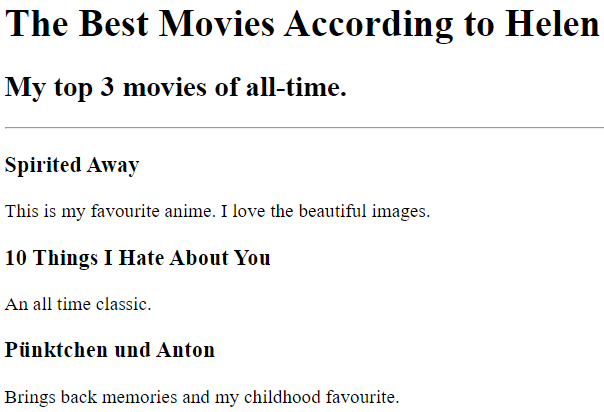 The Best Movies According to Helen
My top 3 movies of all-time.
Spirited Away
This is my favourite anime. I love the beautiful images.
10 Things I Hate About You
An all time classic.
Pünktchen und Anton
Brings back memories and my childhood favourite.